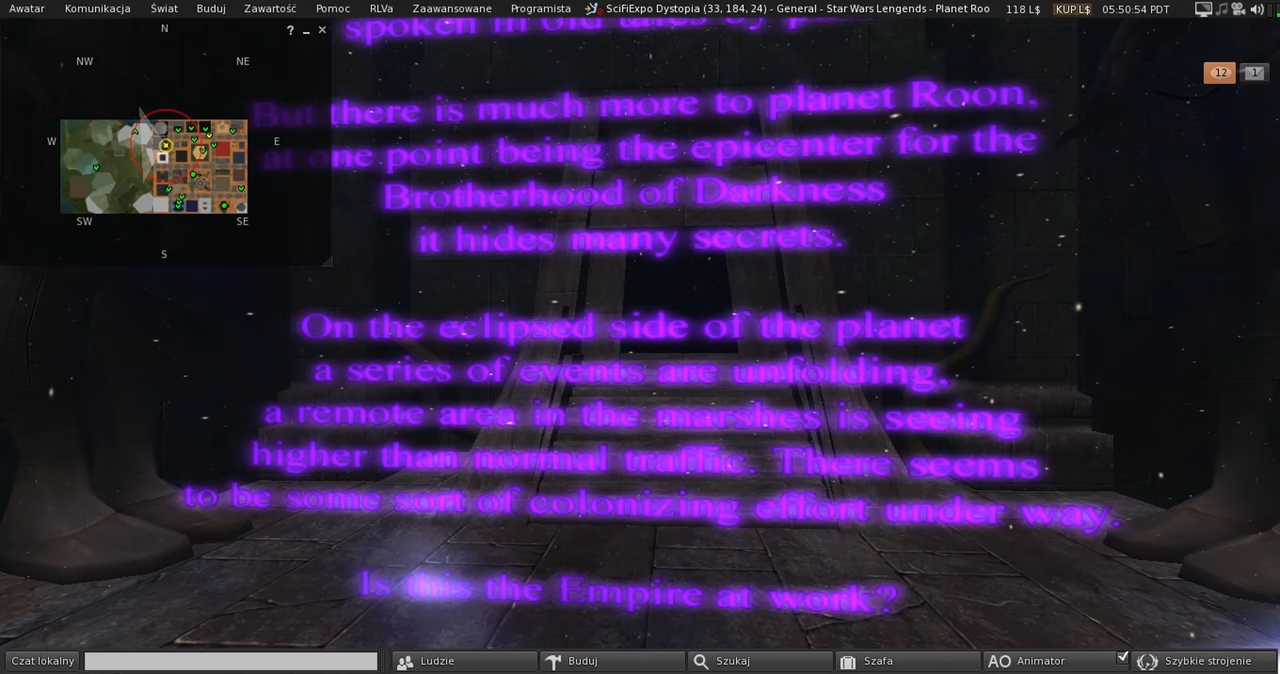 Awatar Komunikacja Świat Buduj Zawartość Pomoc RLVa Zaawansowane Programista SciFiExpo Dystopia (33, 184, 24) - General - Star Wars Lengends - Planet Roo 118 L$ KUP L$ 05:50:54 PDT
spoken in old tales by
? _ ×
N
NW NE
W E
SW SE
S
12 1
But there is much more to planet Roon,
at one point being the epicenter for the
Brotherhood of Darkness
it hides many secrets.
On the eclipsed side of the planet
a series of events are unfolding,
a remote area in the marshes is seeing
higher than normal traffic. There seems
to be some sort of colonizing effort under way.
Is this the Empire at work?
Czat lokalny Ludzie Buduj Szukaj Szafa AO Animator Szybkie strojenie